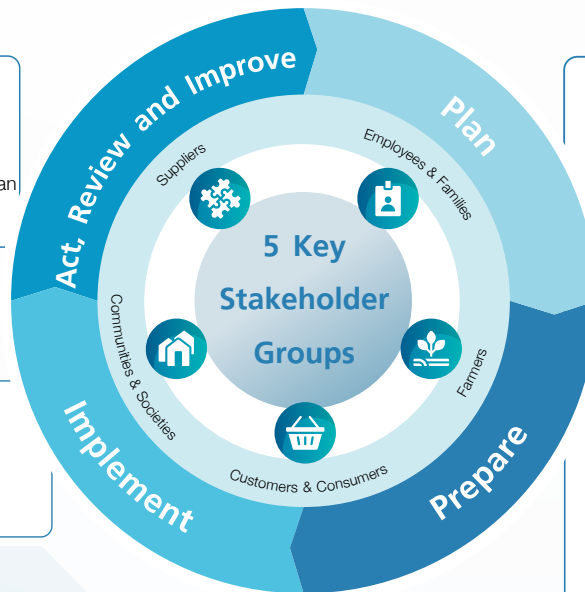 Act, Review and Improve
Plan
Prepare
Implement
Suppliers
Employees & Families
Farmers
Customers & Consumers
Communities & Societies
5 Key
Stakeholder
Groups